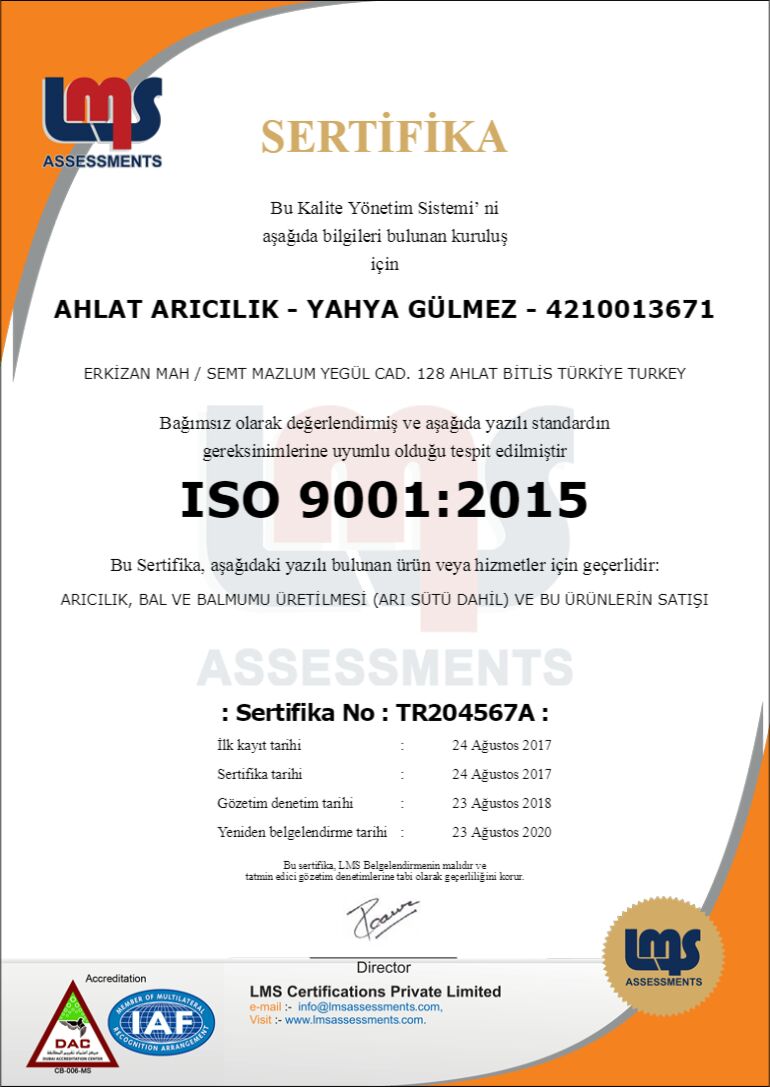 LMS
ASSESSMENTS
SERTİFİKA
Bu Kalite Yönetim Sistemi’ ni
aşağıda bilgileri bulunan kuruluş
için
AHLAT ARICILIK - YAHYA GÜLMEZ - 4210013671
ERKİZAN MAH / SEMT MAZLUM YEGÜL CAD. 128 AHLAT BİTLİS TÜRKİYE TURKEY
Bağımsız olarak değerlendirmiş ve aşağıda yazılı standardın
gereksinimlerine uyumlu olduğu tespit edilmiştir
ISO 9001:2015
Bu Sertifika, aşağıdaki yazılı bulunan ürün veya hizmetler için geçerlidir:
ARICILIK, BAL VE BALMUMU ÜRETİLMESİ (ARI SÜTÜ DAHİL) VE BU ÜRÜNLERİN SATIŞI
LMS
ASSESSMENTS
: Sertifika No : TR204567A :
İlk kayıt tarihi : 24 Ağustos 2017
Sertifika tarihi : 24 Ağustos 2017
Gözetim denetim tarihi : 23 Ağustos 2018
Yeniden belgelendirme tarihi : 23 Ağustos 2020
Bu sertifika, LMS Belgelendirmenin malıdır ve
tatmin edici gözetim denetimlerine tabi olarak geçerliliğini korur.
Director
LMS Certifications Private Limited
e-mail :- info@lmsassessments.com,
Visit :- www.lmsassessments.com.
Accreditation
DAC
مركز اعتماد دبي
DUBAI ACCREDITATION CENTER
CB-006-MS
MEMBER OF MULTILATERAL
IAF
RECOGNITION ARRANGEMENT
LMS
ASSESSMENTS